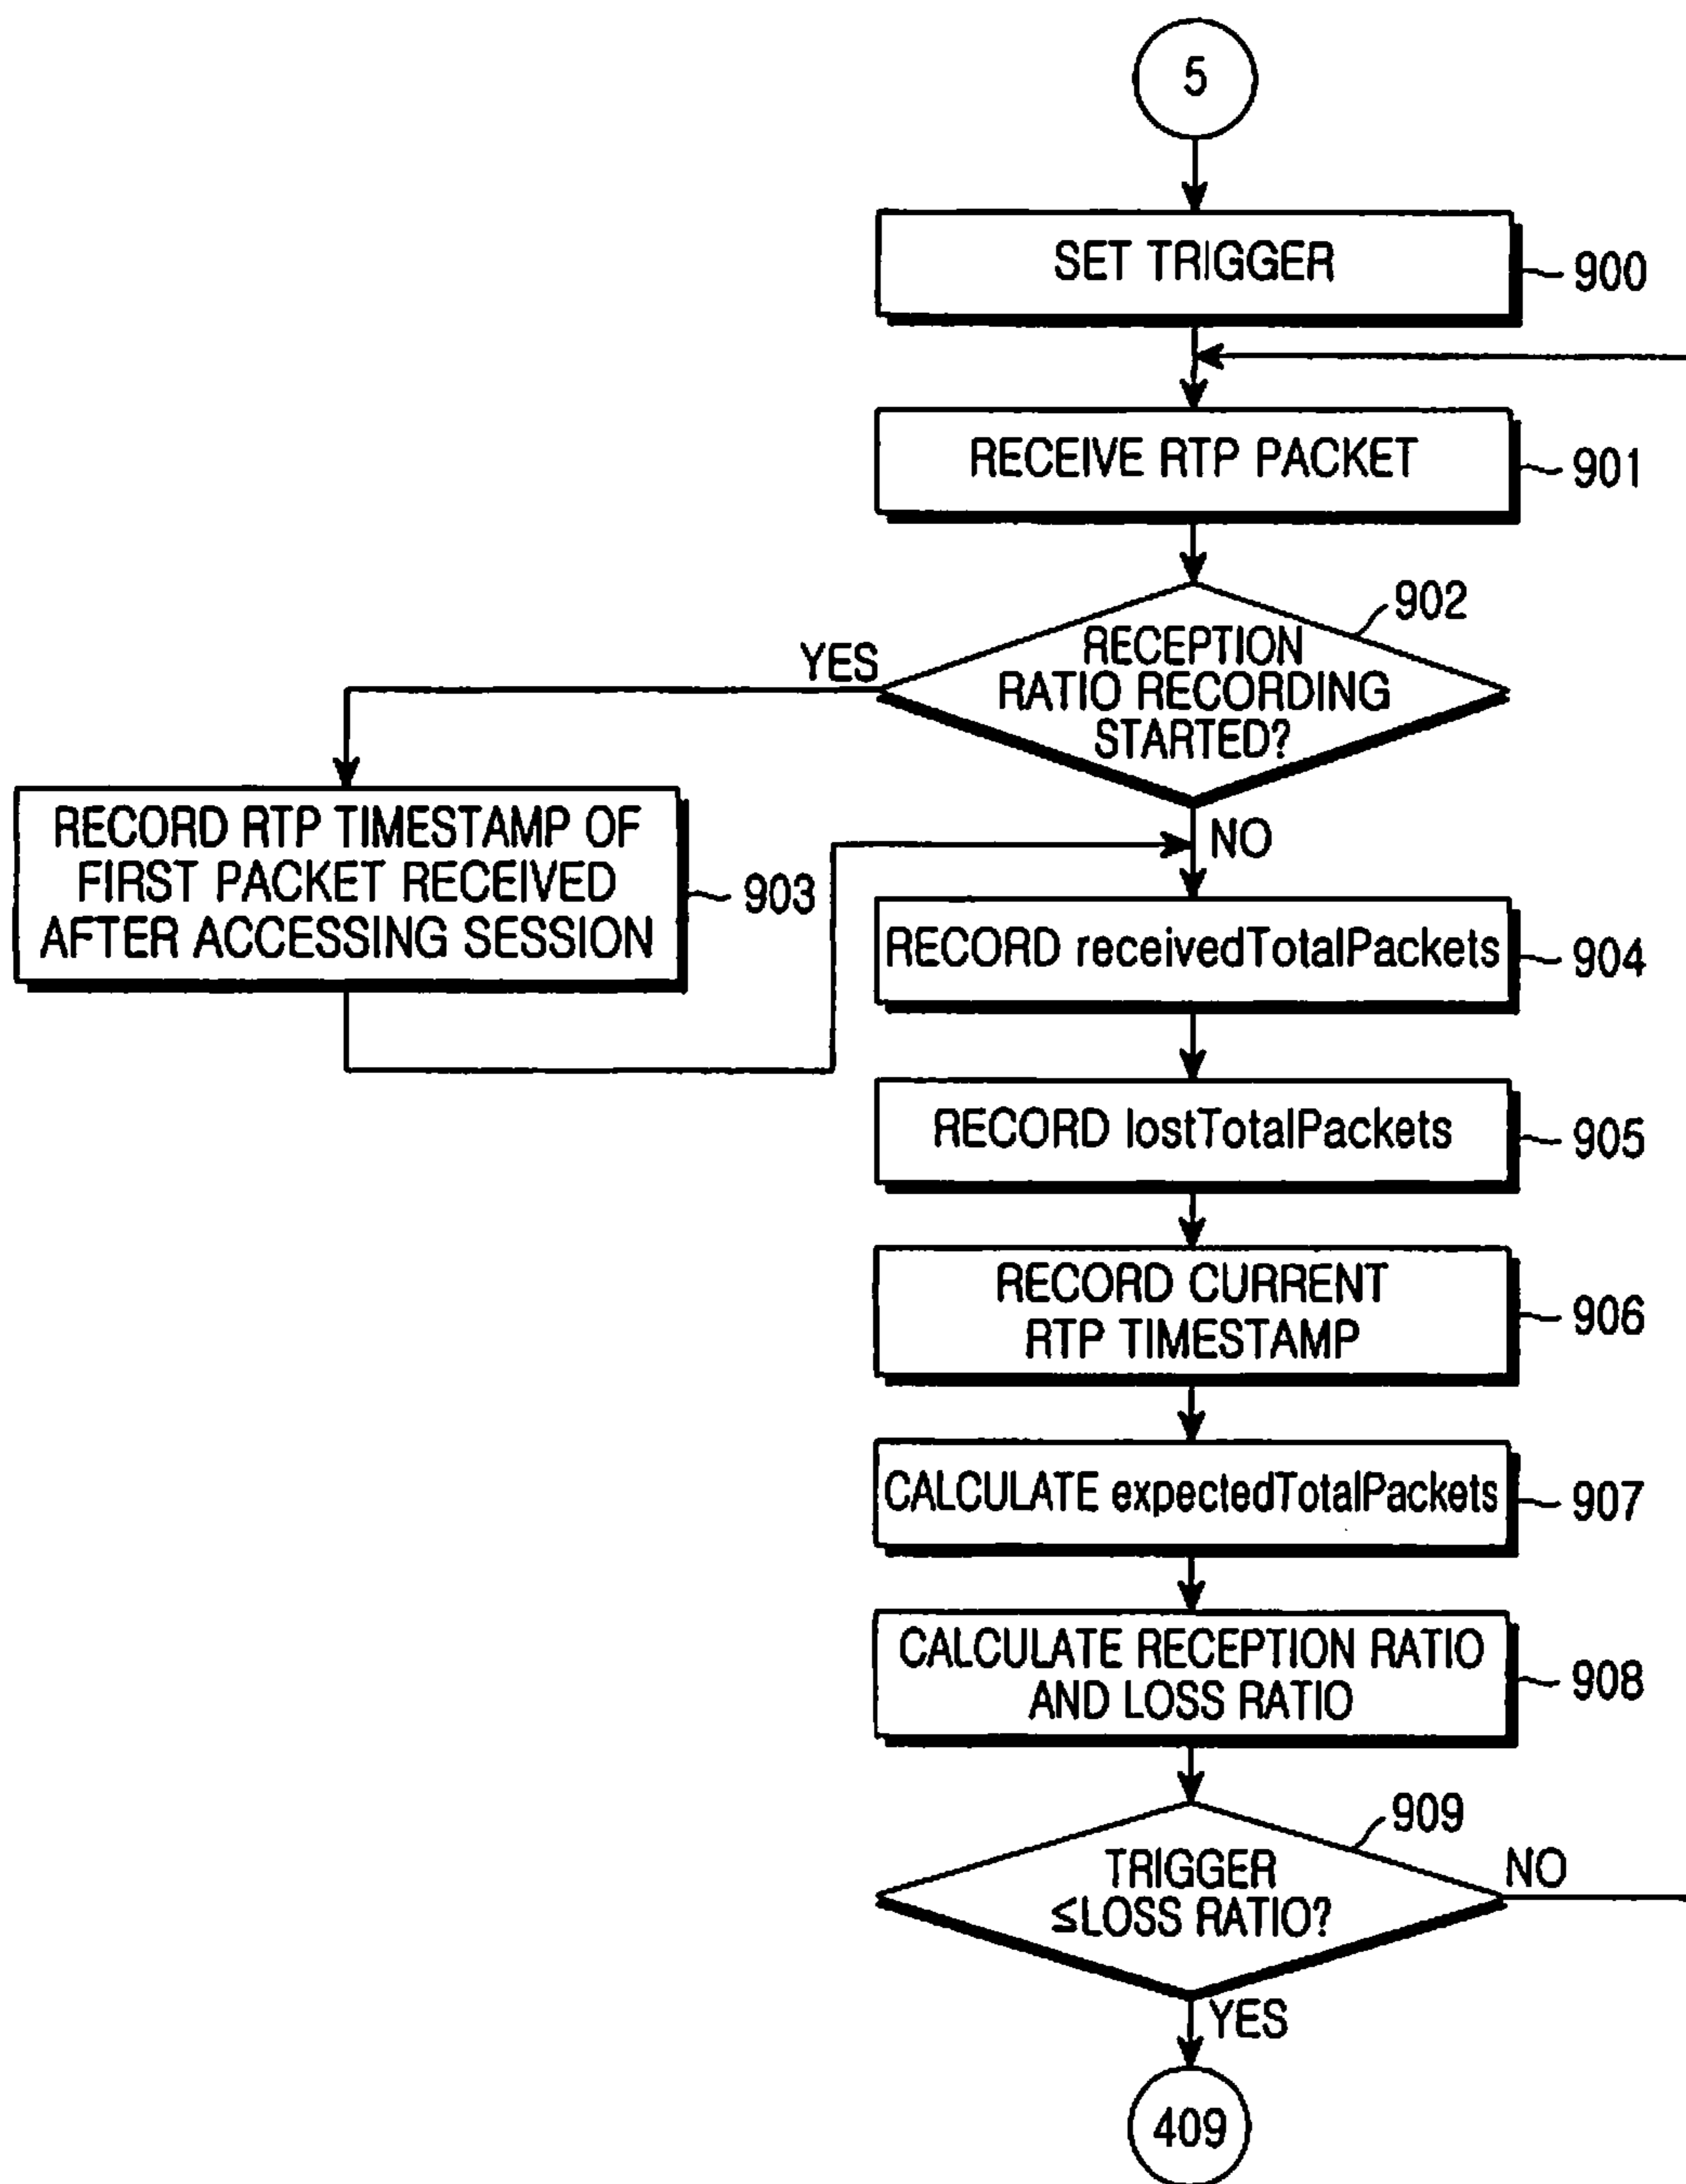 5
SET TRIGGER
900
RECEIVE RTP PACKET
901
902
RECEPTION
RATIO RECORDING
STARTED?
YES
NO
RECORD RTP TIMESTAMP OF
FIRST PACKET RECEIVED
AFTER ACCESSING SESSION
903
RECORD receivedTotalPackets
904
RECORD lostTotalPackets
905
RECORD CURRENT
RTP TIMESTAMP
906
CALCULATE expectedTotalPackets
907
CALCULATE RECEPTION RATIO
AND LOSS RATIO
908
909
TRIGGER
≤LOSS RATIO?
NO
YES
409